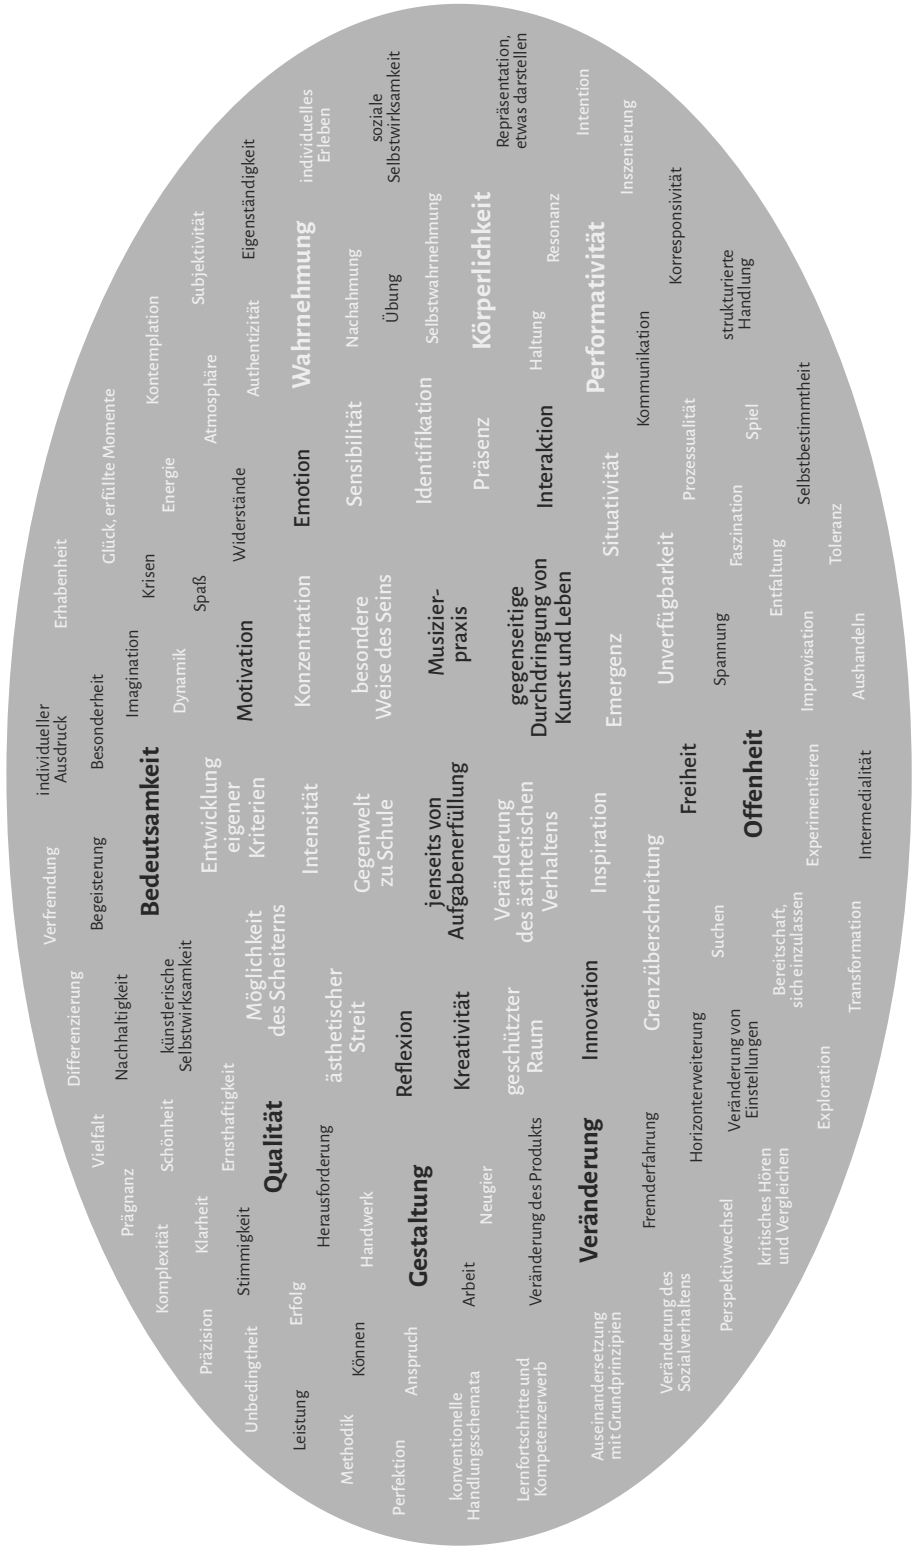 Verfremdung
individueller
Ausdruck
Erhabenheit
Differenzierung
Begeisterung
Besonderheit
Glück, erfüllte Momente
Vielfalt
Nachhaltigkeit
Imagination
Krisen
Kontemplation
Prägnanz
Bedeutsamkeit
Schönheit
künstlerische
Selbstwirksamkeit
Dynamik
Energie
Komplexität
Spaß
Subjektivität
Klarheit
Entwicklung
eigener
Kriterien
Atmosphäre
Präzision
Ernsthaftigkeit
Motivation
Widerstände
Authentizität
Eigenständigkeit
Stimmigkeit
Möglichkeit
des Scheiterns
Unbedingtheit
Qualität
Intensität
Konzentration
Emotion
Wahrnehmung
individuelles
Erleben
Leistung
Erfolg
Herausforderung
ästhetischer
Streit
Gegenwelt
zu Schule
besondere
Weise des Seins
Sensibilität
Nachahmung
Methodik
Können
Handwerk
Übung
soziale
Selbstwirksamkeit
Perfektion
Anspruch
Gestaltung
Reflexion
jenseits von
Aufgabenerfüllung
Musizier-
praxis
Identifikation
Selbstwahrnehmung
konventionelle
Handlungsschemata
Arbeit
Neugier
Kreativität
Präsenz
Körperlichkeit
Repräsentation,
etwas darstellen
Lernfortschritte und
Kompetenzerwerb
Veränderung des Produkts
geschützter
Raum
Veränderung
des ästhtetischen
Verhaltens
gegenseitige
Durchdringung von
Kunst und Leben
Interaktion
Haltung
Resonanz
Intention
Auseinandersetzung
mit Grundprinzipien
Veränderung
Innovation
Inspiration
Emergenz
Situativität
Performativität
Inszenierung
Fremderfahrung
Grenzüberschreitung
Unverfügbarkeit
Kommunikation
Korresponsivität
Veränderung des
Sozialverhaltens
Horizonterweiterung
Freiheit
Prozessualität
Perspektivwechsel
Veränderung von
Einstellungen
Suchen
Spannung
Faszination
strukturierte
Handlung
Offenheit
Spiel
kritisches Hören
und Vergleichen
Bereitschaft,
sich einzulassen
Entfaltung
Selbstbestimmtheit
Exploration
Experimentieren
Improvisation
Toleranz
Transformation
Intermedialität
Aushandeln